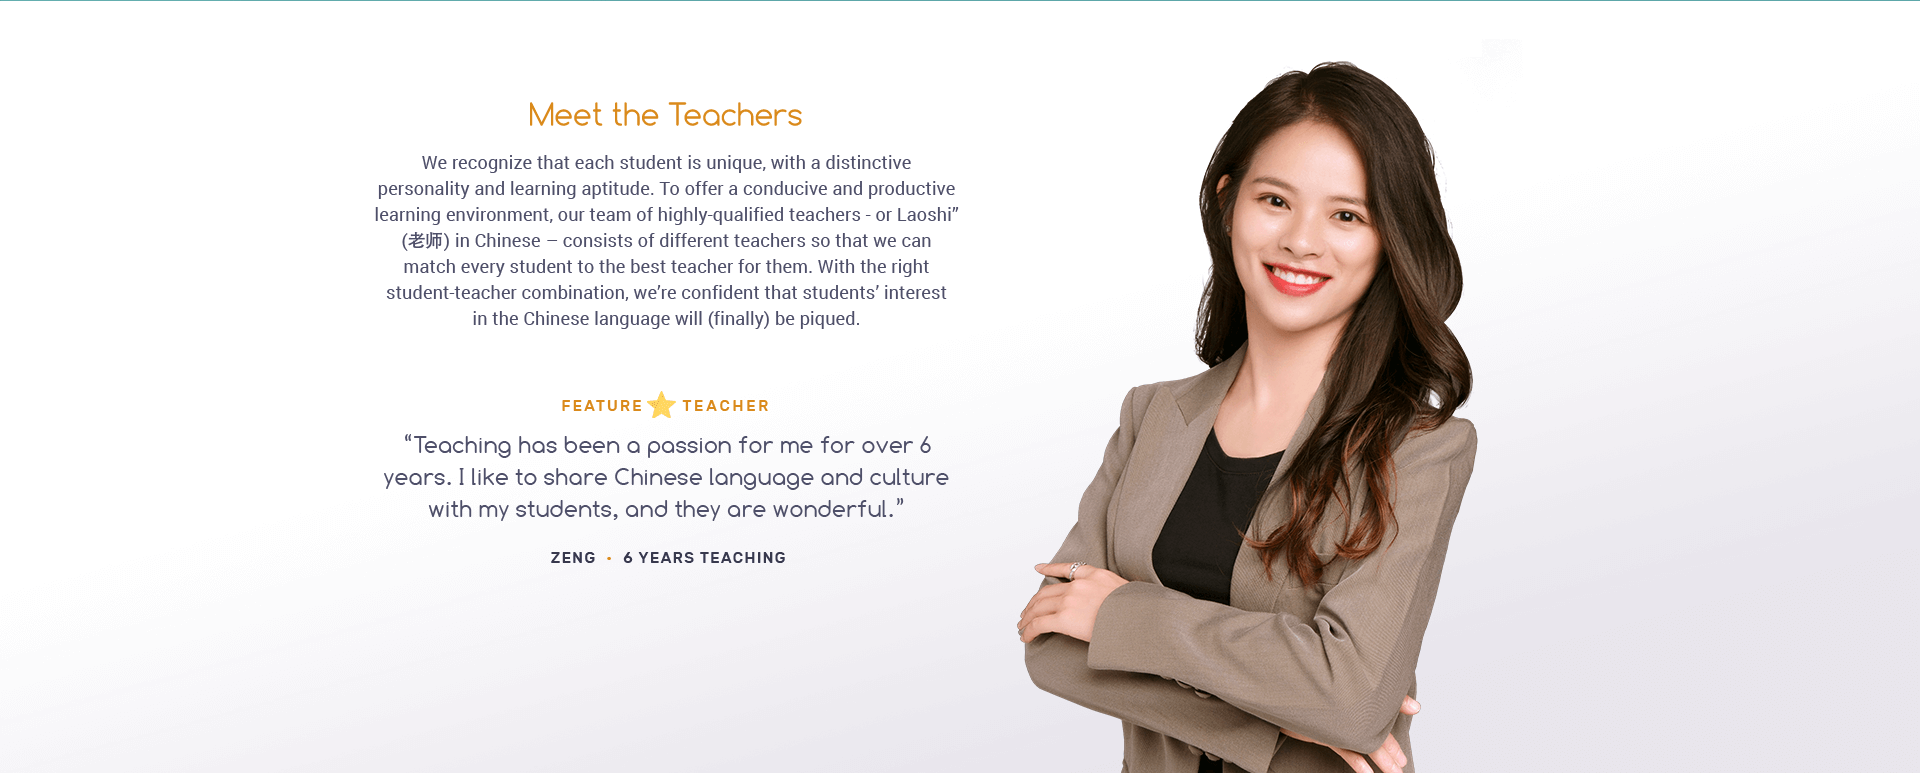 Meet the Teachers
We recognize that each student is unique, with a distinctive
personality and learning aptitude. To offer a conducive and productive
learning environment, our team of highly-qualified teachers - or Laoshi”
(老师) in Chinese – consists of different teachers so that we can
match every student to the best teacher for them. With the right
student-teacher combination, we’re confident that students’ interest
in the Chinese language will (finally) be piqued.
FEATURE TEACHER
“Teaching has been a passion for me for over 6
years. I like to share Chinese language and culture
with my students, and they are wonderful.”
ZENG • 6 YEARS TEACHING